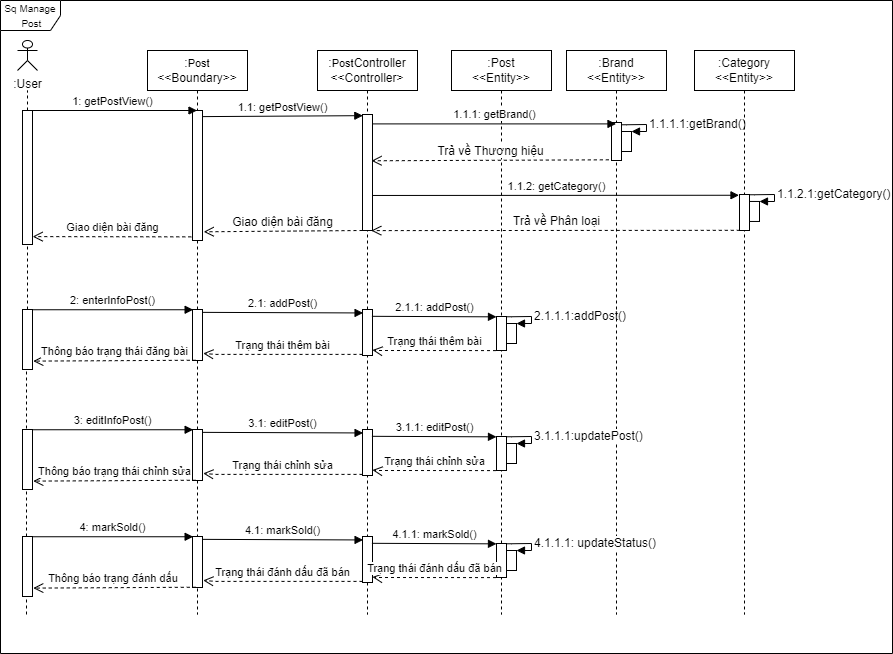 Sq Manage
Post
:User
:Post
<<Boundary>>
:PostController
<<Controller>>
:Post
<<Entity>>
:Brand
<<Entity>>
:Category
<<Entity>>
1: getPostView()
1.1: getPostView()
1.1.1: getBrand()
1.1.1.1:getBrand()
Trả về Thương hiệu
1.1.2: getCategory()
1.1.2.1:getCategory()
Trả về Phân loại
Giao diện bài đăng
Giao diện bài đăng
2: enterInfoPost()
2.1: addPost()
2.1.1: addPost()
2.1.1.1:addPost()
Trạng thái thêm bài
Trạng thái thêm bài
Thông báo trạng thái đăng bài
3: editInfoPost()
3.1: editPost()
3.1.1: editPost()
3.1.1.1:updatePost()
Trạng thái chỉnh sửa
Trạng thái chỉnh sửa
Thông báo trạng thái chỉnh sửa
4: markSold()
4.1: markSold()
4.1.1: markSold()
4.1.1.1: updateStatus()
Trạng thái đánh dấu đã bán
Trạng thái đánh dấu đã bán
Thông báo trạng đánh dấu